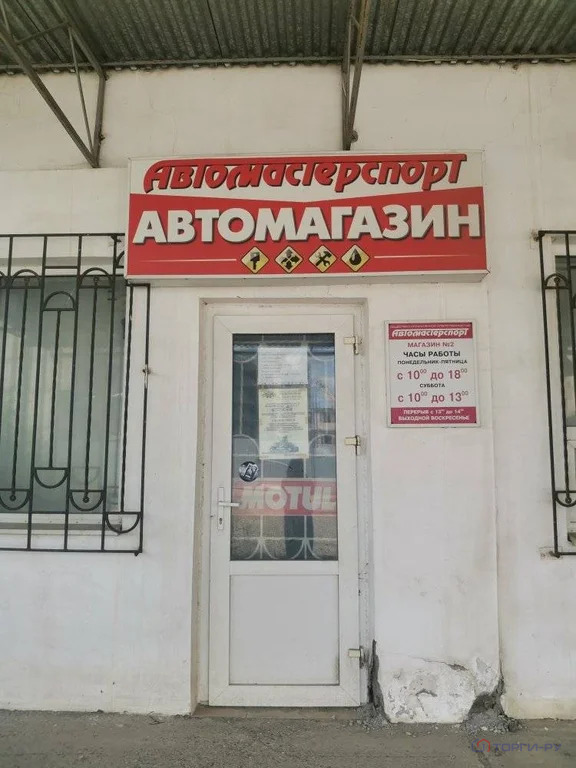 Автомастерспорт
АВТОМАГАЗИН
Автомастерспорт
МАГАЗИН №2
ЧАСЫ РАБОТЫ
ПОНЕДЕЛЬНИК-ПЯТНИЦА
С 10⁰⁰ ДО 18⁰⁰
СУББОТА
С 10⁰⁰ ДО 13⁰⁰
ПЕРЕРЫВ С 13⁰⁰ ДО 14⁰⁰
ВЫХОДНОЙ ВОСКРЕСЕНЬЕ
MOTUL
ТОРГИ-РУ